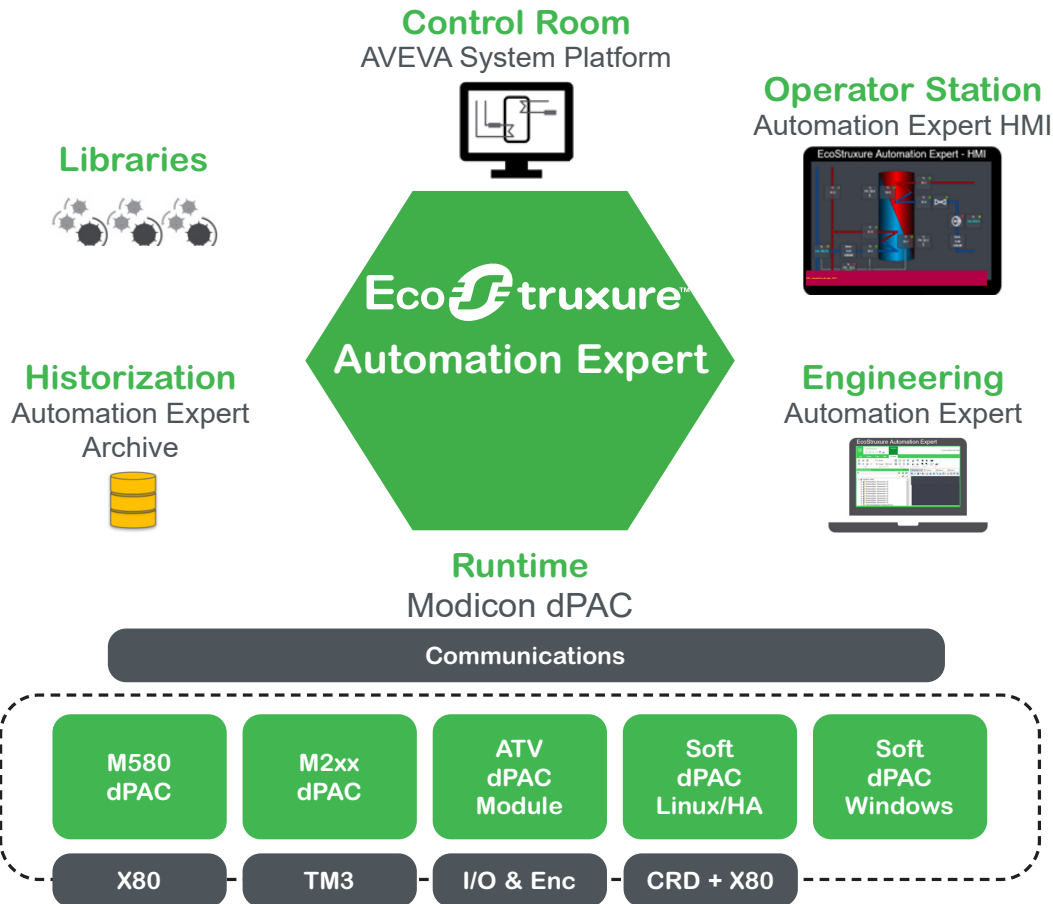 Control Room
AVEVA System Platform
Operator Station
Automation Expert HMI
EcoStruxure Automation Expert - HMI
Libraries
EcoStruxure™
Automation Expert
Historization
Automation Expert
Archive
Engineering
Automation Expert
EcoStruxure Automation Expert
Runtime
Modicon dPAC
Communications
M580
dPAC
M2xx
dPAC
ATV
dPAC
Module
Soft
dPAC
Linux/HA
Soft
dPAC
Windows
X80
TM3
I/O & Enc
CRD + X80